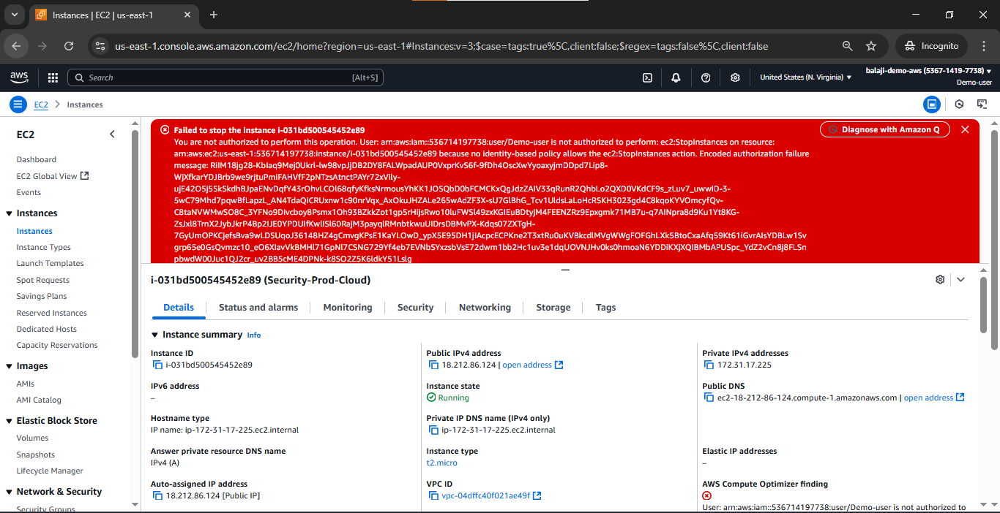 Instances | EC2 | us-east-1
us-east-1.console.aws.amazon.com/ec2/home?region=us-east-1#Instances:v=3;$case=tags:true%5C,client:false;$regex=tags:false%5C,client:false
Incognito
aws
Search
[Alt+S]
United States (N. Virginia)
balaji-demo-aws (5367-1419-7738)
Demo-user
EC2
Instances
EC2
Dashboard
EC2 Global View
Events
Instances
Instances
Instance Types
Launch Templates
Spot Requests
Savings Plans
Reserved Instances
Dedicated Hosts
Capacity Reservations
Images
AMIs
AMI Catalog
Elastic Block Store
Volumes
Snapshots
Lifecycle Manager
Network & Security
Security Groups
Failed to stop the instance i-031bd500545452e89
Diagnose with Amazon Q
You are not authorized to perform this operation. User: arn:aws:iam::536714197738:user/Demo-user is not authorized to perform: ec2:StopInstances on resource:
arn:aws:ec2:us-east-1:536714197738:instance/i-031bd500545452e89 because no identity-based policy allows the ec2:StopInstances action. Encoded authorization failure
message: RiIM18jg28-KbIaq9Mej0Ukrl-lw98vpJjDB2DY8FALWpadAUP0VxprKvS6f-9fDh4OscXwYyoaxyjmDDpd7Lip8-
WjXfkarYDJBrb9we9rjtuPmiFAHVfF2pNTzsAtnctPAYr72xVily-
ujE42O5j5SkSkdhBJpaENvDqfY43rOhvLCOl68qfyKfksNrmousYhKK1JOSQbD0bFCMCKxQgJdzZAIV33qRunR2QhbLo2QXD0VKdCF9s_zLuv7_uwwID-3-
5wC79Mhd7pqwBfLapzL_AN4TdaQICRUxnw1c90nrVqx_AxOkuJHZALe265wAdZF3X-sU7GlBhG_Tcv1UldsLaLoHcRSKH3023gd4C8kqoKYVOmcyfQv-
C8taNVWMwSO8C_3YFNo9DIvcboy8Psmx1Oh93BZkkZot1gp5rHijsRwo10luFWSl49zxKGIEuBDtyjM4FEENZRz9Epxgmk71MB7u-q7AINpra8d9Ku1Yt8KG-
ZsJxl8TmX2JybJkrP4Bp2IJE0YPDUIfKwIISl60RajM3payqlRMnbtkwuUIDrsDBMvPX-Kdqs07ZXTgH-
7GyUmOPKCjefsBva9wLDSUqoJ36148HZ4gCmvgKPsE1KaYLOwD_ypX5E95DH1jIAcpcECPKne2T3xtRu0uKVBkcdlMVgWWgFOFGhLXk5BtoCxaAfq59Kt61iGvrAIsYDBLw1Sv
grp65e0GsQvmzc10_eO6XIavVkBMHl71GpNl7CSNG729Yf4eb7EVNbSYxzsbVsE72dwm1bb2Hc1uv3e1dqUOVNJHv0ks0hmoaN6YDDiKXjXQIBMbAPUSpc_YdZ2vCn8j8FLSn
pbwdW00Juc1QJ2cr_uv2BB5cME4DPNk-k8SO2Z5K6ldkY51Lslg
i-031bd500545452e89 (Security-Prod-Cloud)
Details
Status and alarms
Monitoring
Security
Networking
Storage
Tags
Instance summary Info
Instance ID
i-031bd500545452e89
Public IPv4 address
18.212.86.124 | open address
Private IPv4 addresses
172.31.17.225
IPv6 address
–
Instance state
Running
Public DNS
ec2-18-212-86-124.compute-1.amazonaws.com | open address
Hostname type
IP name: ip-172-31-17-225.ec2.internal
Private IP DNS name (IPv4 only)
ip-172-31-17-225.ec2.internal
Answer private resource DNS name
IPv4 (A)
Instance type
t2.micro
Elastic IP addresses
–
Auto-assigned IP address
18.212.86.124 [Public IP]
VPC ID
vpc-04dffc40f021ae49f
AWS Compute Optimizer finding
User: arn:aws:iam::536714197738:user/Demo-user is not authorized to